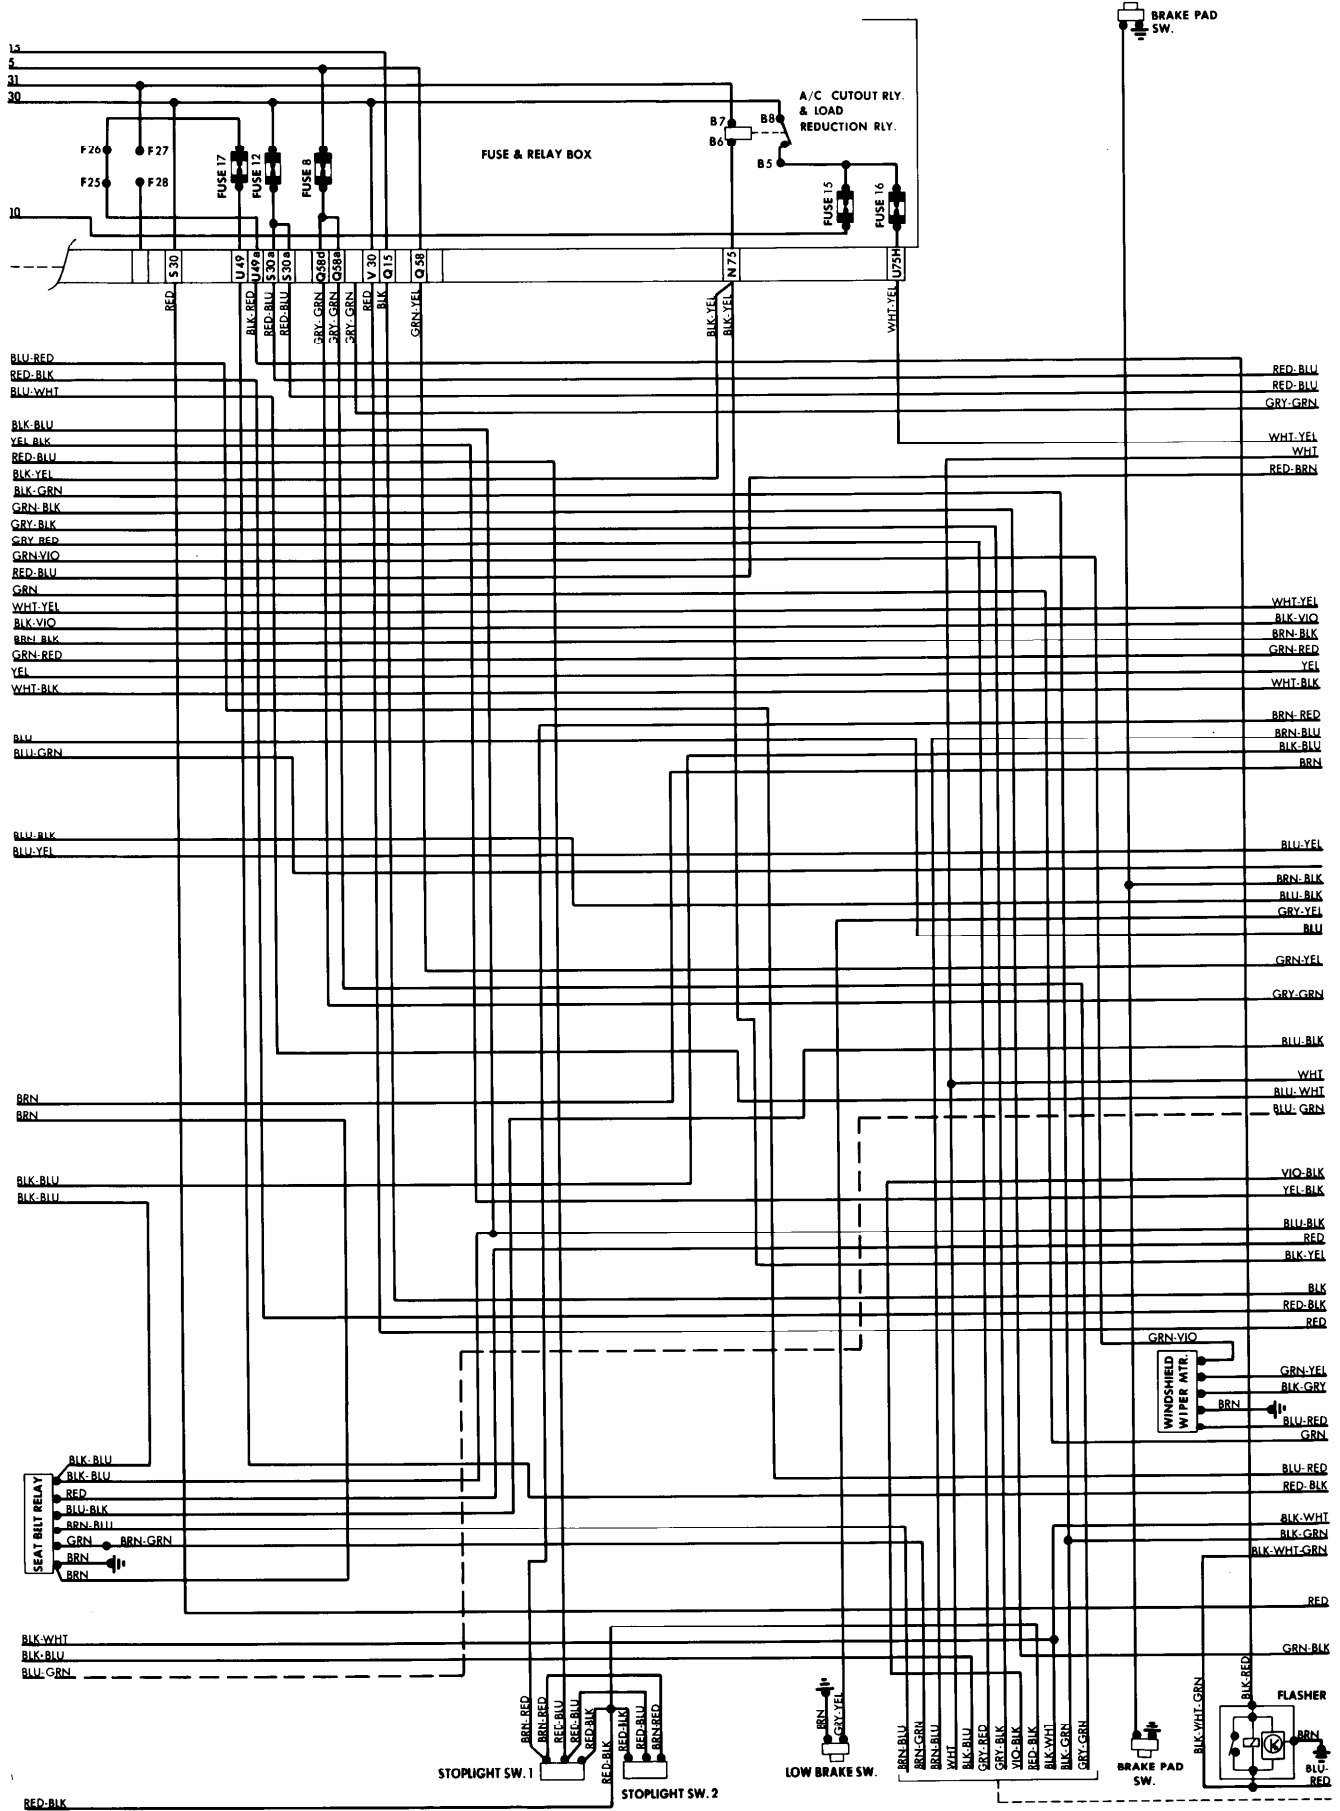 BRAKE PAD
SW.
15
5
31
30
10
A/C CUTOUT RLY.
& LOAD
REDUCTION RLY.
B7
B8
B6
B5
F26
F27
F25
F28
FUSE 17
FUSE 12
FUSE 8
FUSE & RELAY BOX
FUSE 15
FUSE 16
S 30
U 49
U49a
S30a
S30a
Q58d
Q58a
V 30
Q 15
Q 58
N 75
U75H
RED
BLK-RED
RED-BLU
RED-BLU
GRY-GRN
GRY-GRN
GRY-GRN
RED
BLK
GRN-YEL
BLK-YEL
BLK-YEL
WHT-YEL
BLU-RED
RED-BLK
BLU-WHT
BLK-BLU
YEL-BLK
RED-BLU
BLK-YEL
BLK-GRN
GRN-BLK
GRY-BLK
GRY RED
GRN-VIO
RED-BLU
GRN
WHT-YEL
BLK-VIO
BRN BLK
GRN-RED
YEL
WHT-BLK
BLU
BLU-GRN
BLU-BLK
BLU-YEL
BRN
BRN
BLK-BLU
BLK-BLU
RED-BLU
RED-BLU
GRY-GRN
WHT-YEL
WHT
RED-BRN
WHT-YEL
BLK-VIO
BRN-BLK
GRN-RED
YEL
WHT-BLK
BRN-RED
BRN-BLU
BLK-BLU
BRN
BLU-YEL
BRN-BLK
BLU-BLK
GRY-YEL
BLU
GRN-YEL
GRY-GRN
BLU-BLK
WHT
BLU-WHT
BLU-GRN
VIO-BLK
YEL-BLK
BLU-BLK
RED
BLK-YEL
BLK
RED-BLK
RED
GRN-VIO
WINDSHIELD
WIPER MTR.
GRN-YEL
BLK-GRY
BRN
BLU-RED
GRN
BLU-RED
RED-BLK
BLK-WHT
BLK-GRN
BLK-WHT-GRN
RED
GRN-BLK
SEAT BELT RELAY
BLK-BLU
BLK-BLU
RED
BLU-BLK
BRN-BLU
GRN
BRN-GRN
BRN
BRN
BLK-WHT
BLK-BLU
BLU-GRN
RED-BLK
BRN-RED
BRN-RED
RED-BLU
RED-BLU
RED-BLK
RED-BLK
RED-BLK
RED-BLU
BRN-RED
STOPLIGHT SW. 1
STOPLIGHT SW. 2
BRN
GRY-YEL
LOW BRAKE SW.
BRN-BLU
BRN-GRN
BRN-BLU
WHT
BLK-BLU
GRY-RED
GRY-BLK
VIO-BLK
RED-BLK
BLK-WHT
BLK-GRN
GRY-GRN
BRAKE PAD
SW.
BLK-WHT-GRN
BLK-RED
FLASHER
K
BRN
BLU-
RED